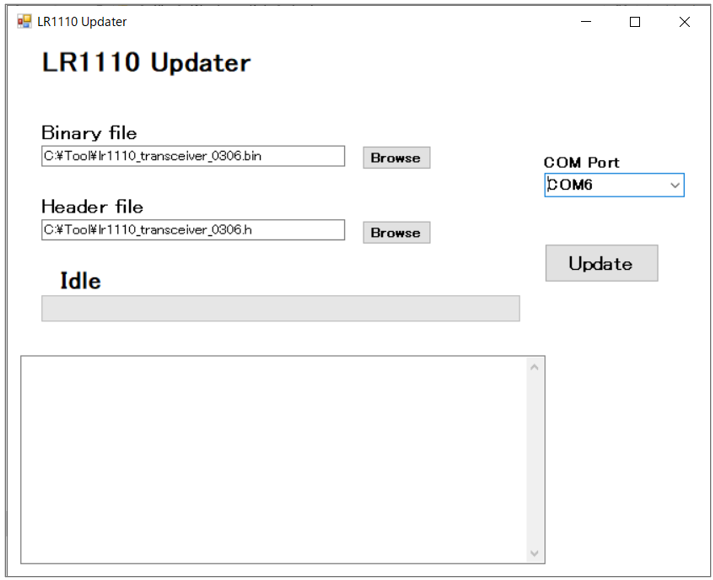 LR1110 Updater
LR1110 Updater
Binary file
C:¥Tool¥lr1110_transceiver_0306.bin
Browse
COM Port
COM6
Header file
C:¥Tool¥lr1110_transceiver_0306.h
Browse
Update
Idle